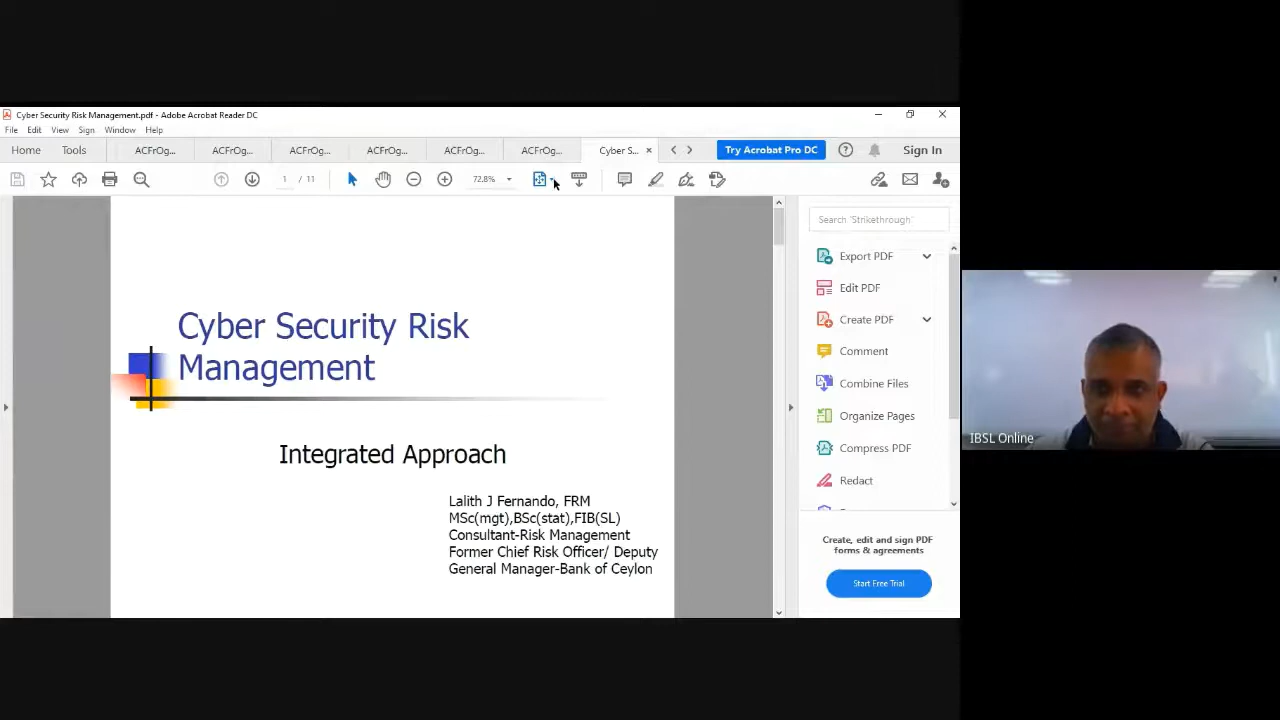 Cyber Security Risk Management.pdf - Adobe Acrobat Reader DC
File Edit View Sign Window Help
Home Tools ACFrOg... ACFrOg... ACFrOg... ACFrOg... ACFrOg... ACFrOg... Cyber S... Try Acrobat Pro DC Sign In
1 / 11 72.8%
Cyber Security Risk
Management
Integrated Approach
Lalith J Fernando, FRM
MSc(mgt),BSc(stat),FIB(SL)
Consultant-Risk Management
Former Chief Risk Officer/ Deputy
General Manager-Bank of Ceylon
Search 'Strikethrough'
Export PDF
Edit PDF
Create PDF
Comment
Combine Files
Organize Pages
Compress PDF
Redact
Create, edit and sign PDF
forms & agreements
Start Free Trial
IBSL Online